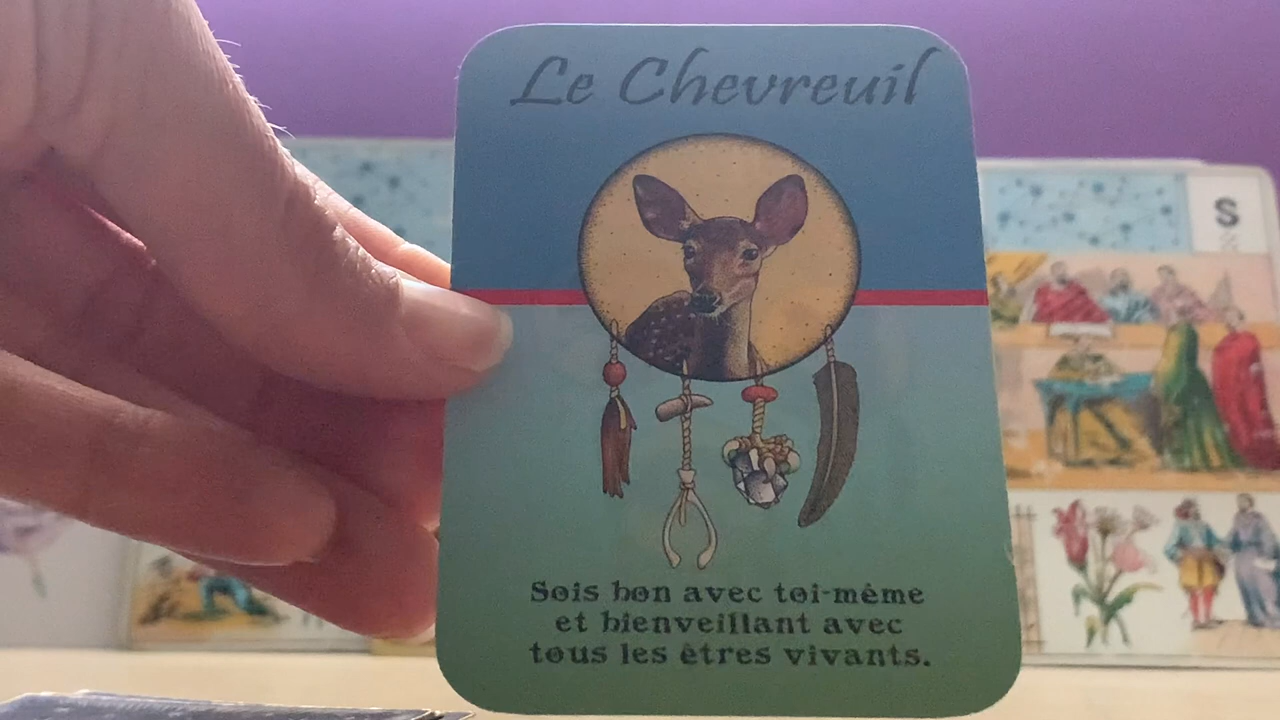 Le Chevreuil
S
Sois bon avec toi-même
et bienveillant avec
tous les êtres vivants.